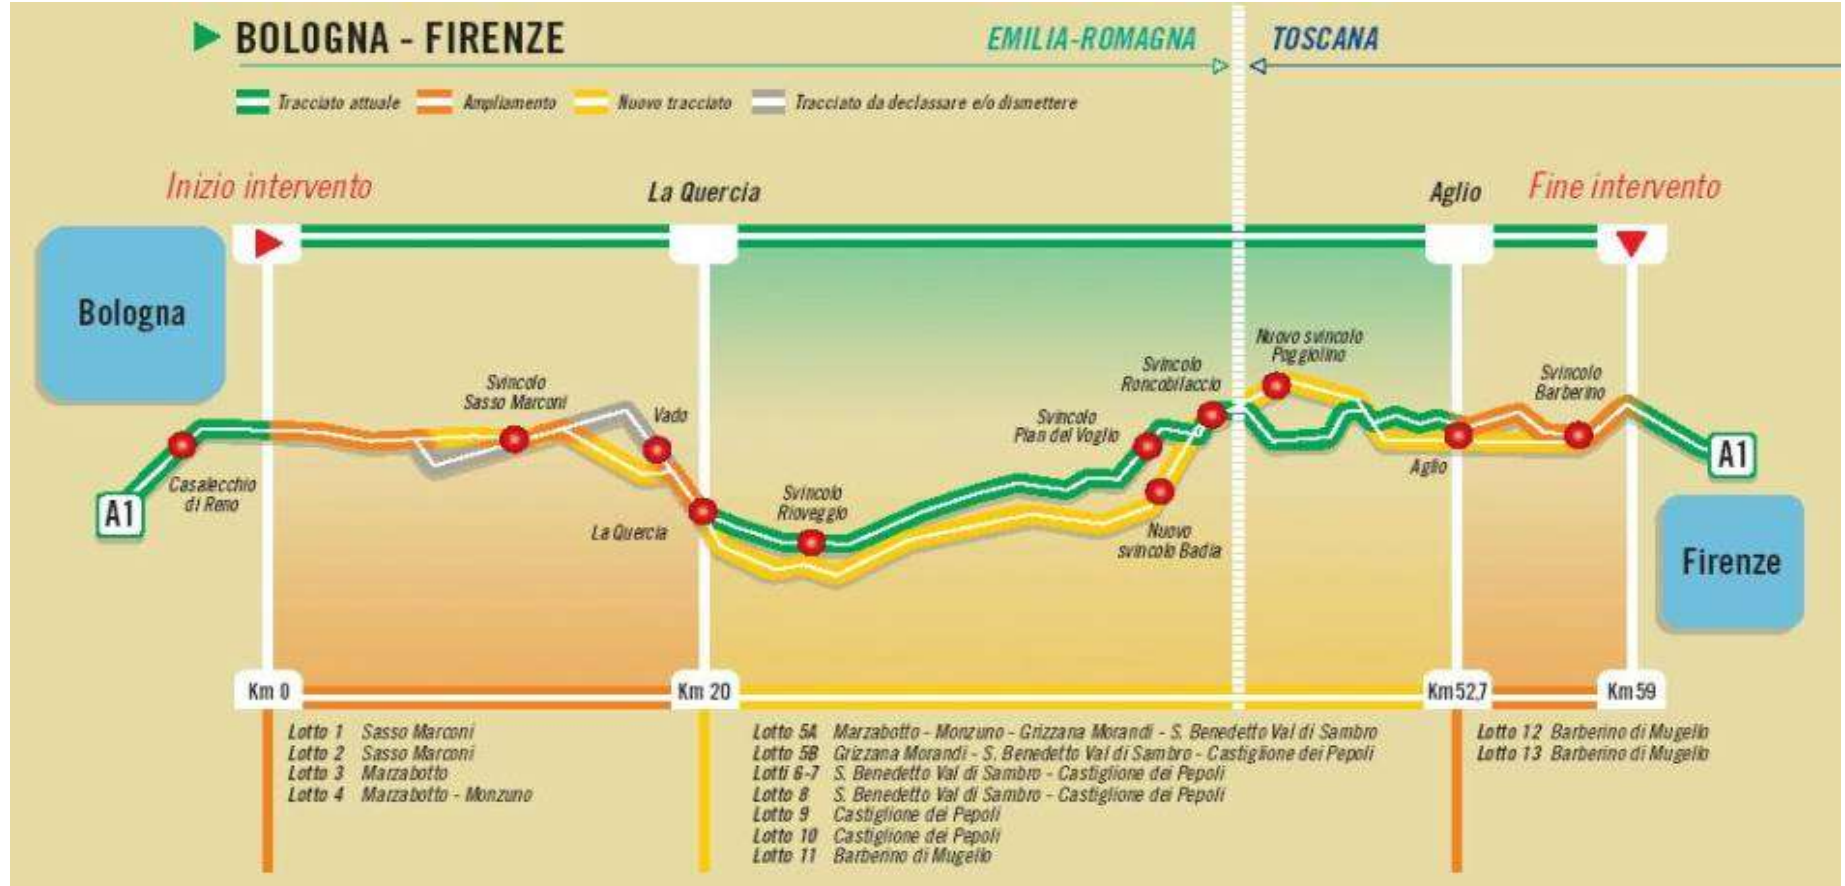 BOLOGNA - FIRENZE
EMILIA-ROMAGNA
TOSCANA
Tracciato attuale
Ampliamento
Nuovo tracciato
Tracciato da declassare e/o dismettere
Inizio intervento
La Quercia
Aglio
Fine intervento
Bologna
Nuovo svincolo
Poggiolino
Svincolo
Roncobilaccio
Svincolo
Barberino
Svincolo
Sasso Marconi
Vado
Svincolo
Pian del Voglio
A1
Aglio
Casalecchio
di Reno
A1
Svincolo
Rioveggio
La Quercia
Nuovo
svincolo Badia
Firenze
Km 0
Km 20
Km 52,7
Km 59
Lotto 1 Sasso Marconi
Lotto 2 Sasso Marconi
Lotto 3 Marzabotto
Lotto 4 Marzabotto - Monzuno
Lotto 5A Marzabotto - Monzuno - Grizzana Morandi - S. Benedetto Val di Sambro
Lotto 5B Grizzana Morandi - S. Benedetto Val di Sambro - Castiglione dei Pepoli
Lotti 6-7 S. Benedetto Val di Sambro - Castiglione dei Pepoli
Lotto 8 S. Benedetto Val di Sambro - Castiglione dei Pepoli
Lotto 9 Castiglione dei Pepoli
Lotto 10 Castiglione dei Pepoli
Lotto 11 Barberino di Mugello
Lotto 12 Barberino di Mugello
Lotto 13 Barberino di Mugello